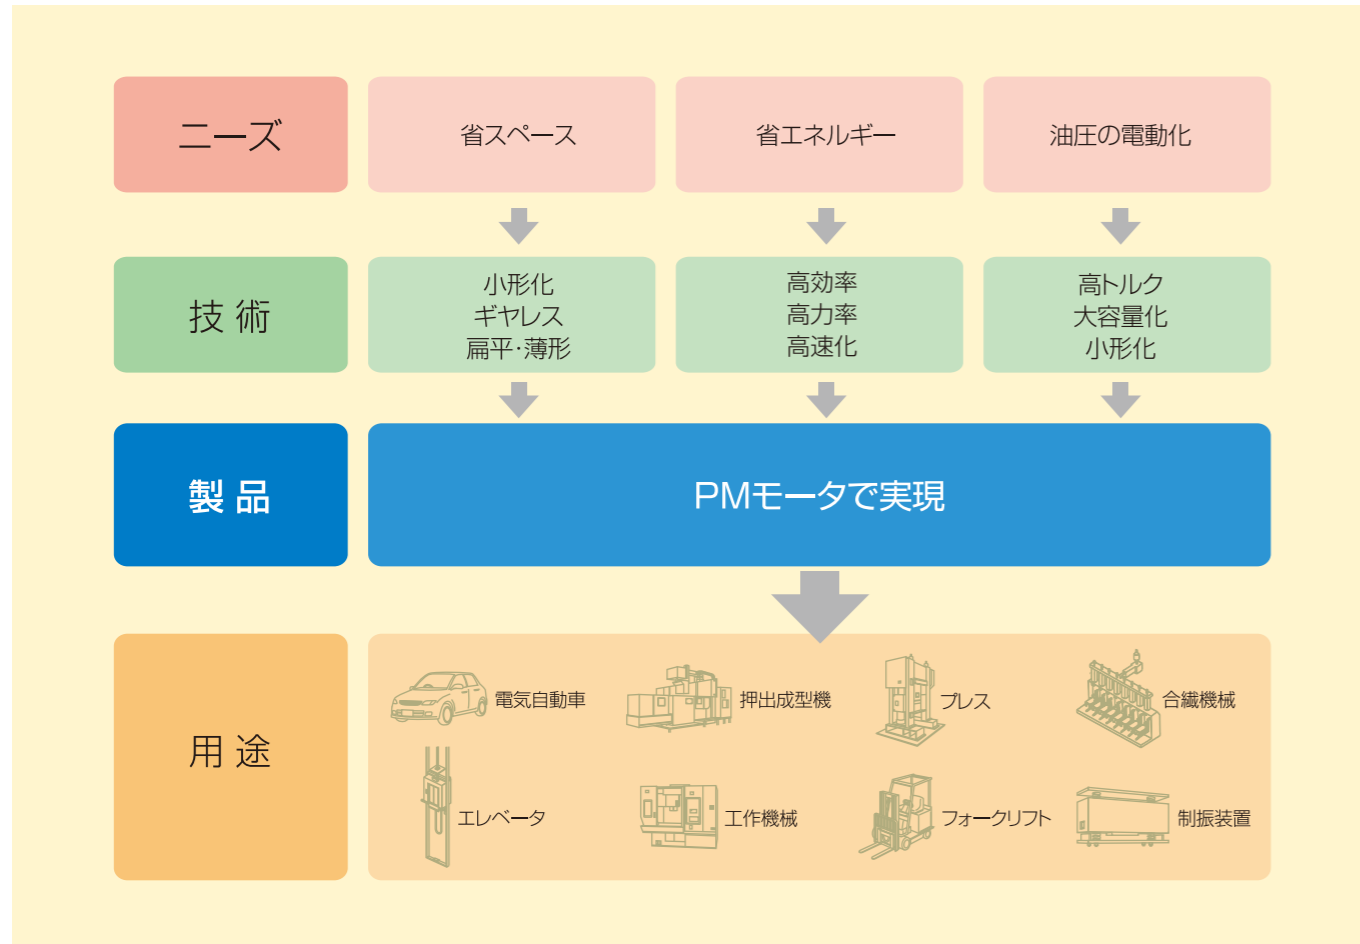 ニーズ
省スペース
省エネルギー
油圧の電動化
技術
小形化
ギヤレス
扁平・薄形
高効率
高力率
高速化
高トルク
大容量化
小形化
製品
PMモータで実現
用途
電気自動車
押出成型機
プレス
合繊機械
エレベータ
工作機械
フォークリフト
制振装置